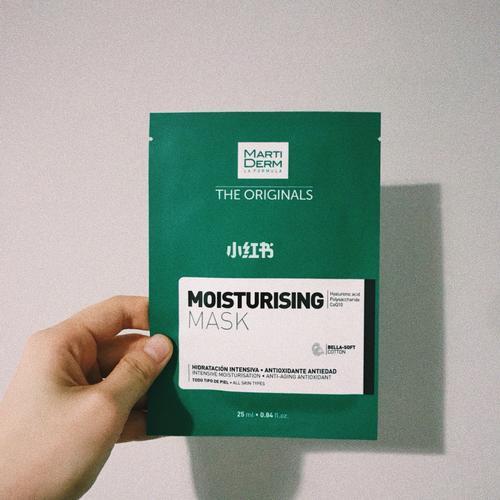 MARTI
DERM
LA FORMULA
THE ORIGINALS
小红书
MOISTURISING
MASK
Hyaluronic acid
Polysaccharide
CoQ10
BELLA-SOFT
COTTON
HIDRATACIÓN INTENSIVA • ANTIOXIDANTE ANTIEDAD
INTENSIVE MOISTURISATION • ANTI-AGING ANTIOXIDANT
TODO TIPO DE PIEL • ALL SKIN TYPES
25 ml • 0.84 fl.oz.